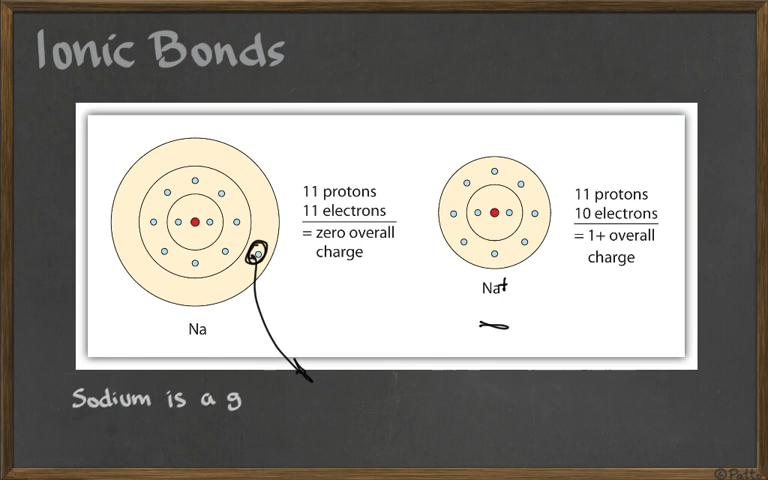 Ionic Bonds
11 protons
11 electrons
= zero overall
charge
Na
11 protons
10 electrons
= 1+ overall
charge
Na+
Sodium is a g